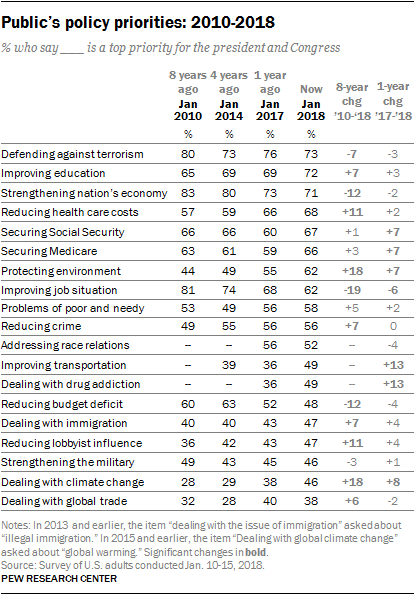 Public's policy priorities: 2010-2018
% who say ____ is a top priority for the president and Congress
8 years ago 4 years ago 1 year ago Now 8-year chg '10-'18 1-year chg '17-'18
Jan 2010 Jan 2014 Jan 2017 Jan 2018
% % % %
Defending against terrorism 80 73 76 73 -7 -3
Improving education 65 69 69 72 +7 +3
Strengthening nation's economy 83 80 73 71 -12 -2
Reducing health care costs 57 59 66 68 +11 +2
Securing Social Security 66 66 60 67 +1 +7
Securing Medicare 63 61 59 66 +3 +7
Protecting environment 44 49 55 62 +18 +7
Improving job situation 81 74 68 62 -19 -6
Problems of poor and needy 53 49 56 58 +5 +2
Reducing crime 49 55 56 56 +7 0
Addressing race relations -- -- 56 52 -- -4
Improving transportation -- 39 36 49 -- +13
Dealing with drug addiction -- -- 36 49 -- +13
Reducing budget deficit 60 63 52 48 -12 -4
Dealing with immigration 40 40 43 47 +7 +4
Reducing lobbyist influence 36 42 43 47 +11 +4
Strengthening the military 49 43 45 46 -3 +1
Dealing with climate change 28 29 38 46 +18 +8
Dealing with global trade 32 28 40 38 +6 -2
Notes: In 2013 and earlier, the item "dealing with the issue of immigration" asked about
"illegal immigration." In 2015 and earlier, the item "Dealing with global climate change"
asked about "global warming." Significant changes in bold.
Source: Survey of U.S. adults conducted Jan. 10-15, 2018.
PEW RESEARCH CENTER